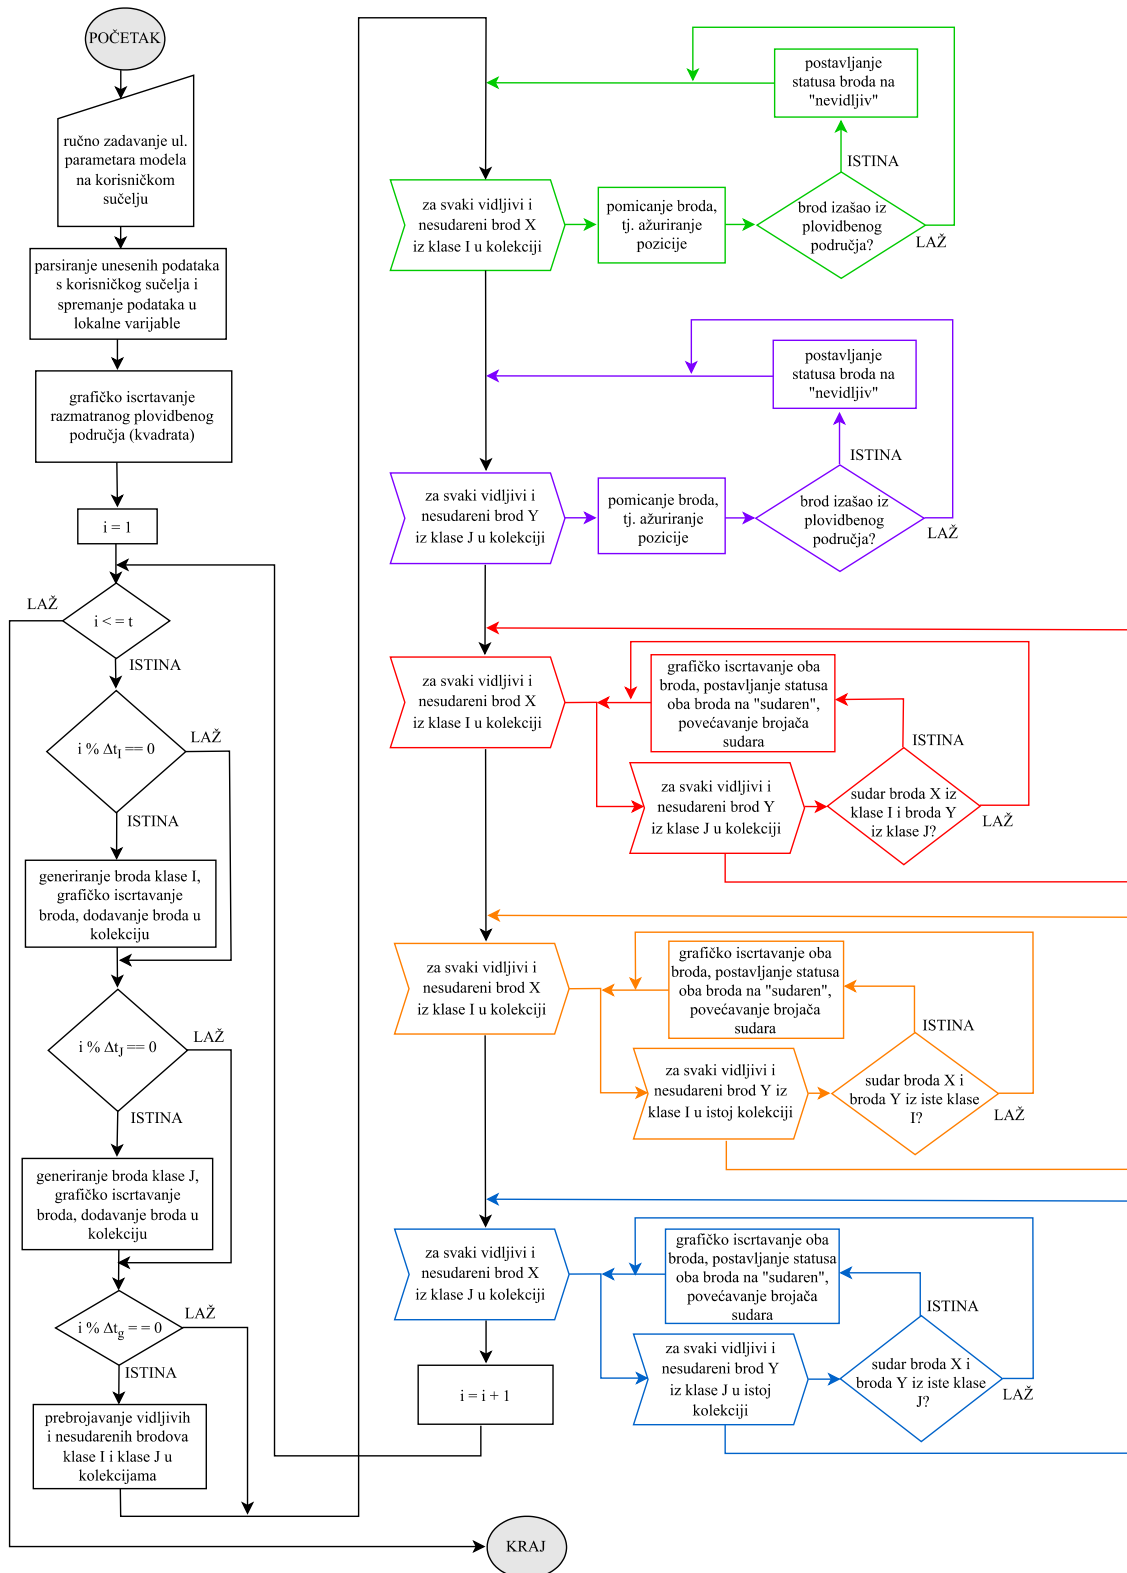 POČETAK
ručno zadavanje ul.
parametara modela
na korisničkom
sučelju
parsiranje unesenih podataka
s korisničkog sučelja i
spremanje podataka u
lokalne varijable
grafičko iscrtavanje
razmatranog plovidbenog
područja (kvadrata)
i = 1
i < = t
LAŽ
ISTINA
i % Δt_I == 0
LAŽ
ISTINA
generiranje broda klase I,
grafičko iscrtavanje
broda, dodavanje broda u
kolekciju
i % Δt_J == 0
LAŽ
ISTINA
generiranje broda klase J,
grafičko iscrtavanje
broda, dodavanje broda u
kolekciju
i % Δt_g = = 0
LAŽ
ISTINA
prebrojavanje vidljivih
i nesudarenih brodova
klase I i klase J u
kolekcijama
za svaki vidljivi i
nesudareni brod X
iz klase I u kolekciji
pomicanje broda,
tj. ažuriranje
pozicije
brod izašao iz
plovidbenog
područja?
ISTINA
LAŽ
postavljanje
statusa broda na
"nevidljiv"
za svaki vidljivi i
nesudareni brod Y
iz klase J u kolekciji
pomicanje broda,
tj. ažuriranje
pozicije
brod izašao iz
plovidbenog
područja?
ISTINA
LAŽ
postavljanje
statusa broda na
"nevidljiv"
za svaki vidljivi i
nesudareni brod X
iz klase I u kolekciji
grafičko iscrtavanje oba
broda, postavljanje statusa
oba broda na "sudaren",
povećavanje brojača
sudara
za svaki vidljivi i
nesudareni brod Y
iz klase J u kolekciji
sudar broda X iz
klase I i broda Y
iz klase J?
ISTINA
LAŽ
za svaki vidljivi i
nesudareni brod X
iz klase I u kolekciji
grafičko iscrtavanje oba
broda, postavljanje statusa
oba broda na "sudaren",
povećavanje brojača
sudara
za svaki vidljivi i
nesudareni brod Y iz
klase I u istoj kolekciji
sudar broda X i
broda Y iz iste klase
I?
ISTINA
LAŽ
za svaki vidljivi i
nesudareni brod X
iz klase J u kolekciji
grafičko iscrtavanje oba
broda, postavljanje statusa
oba broda na "sudaren",
povećavanje brojača
sudara
za svaki vidljivi i
nesudareni brod Y
iz klase J u istoj
kolekciji
sudar broda X i
broda Y iz iste klase
J?
ISTINA
LAŽ
i = i + 1
KRAJ